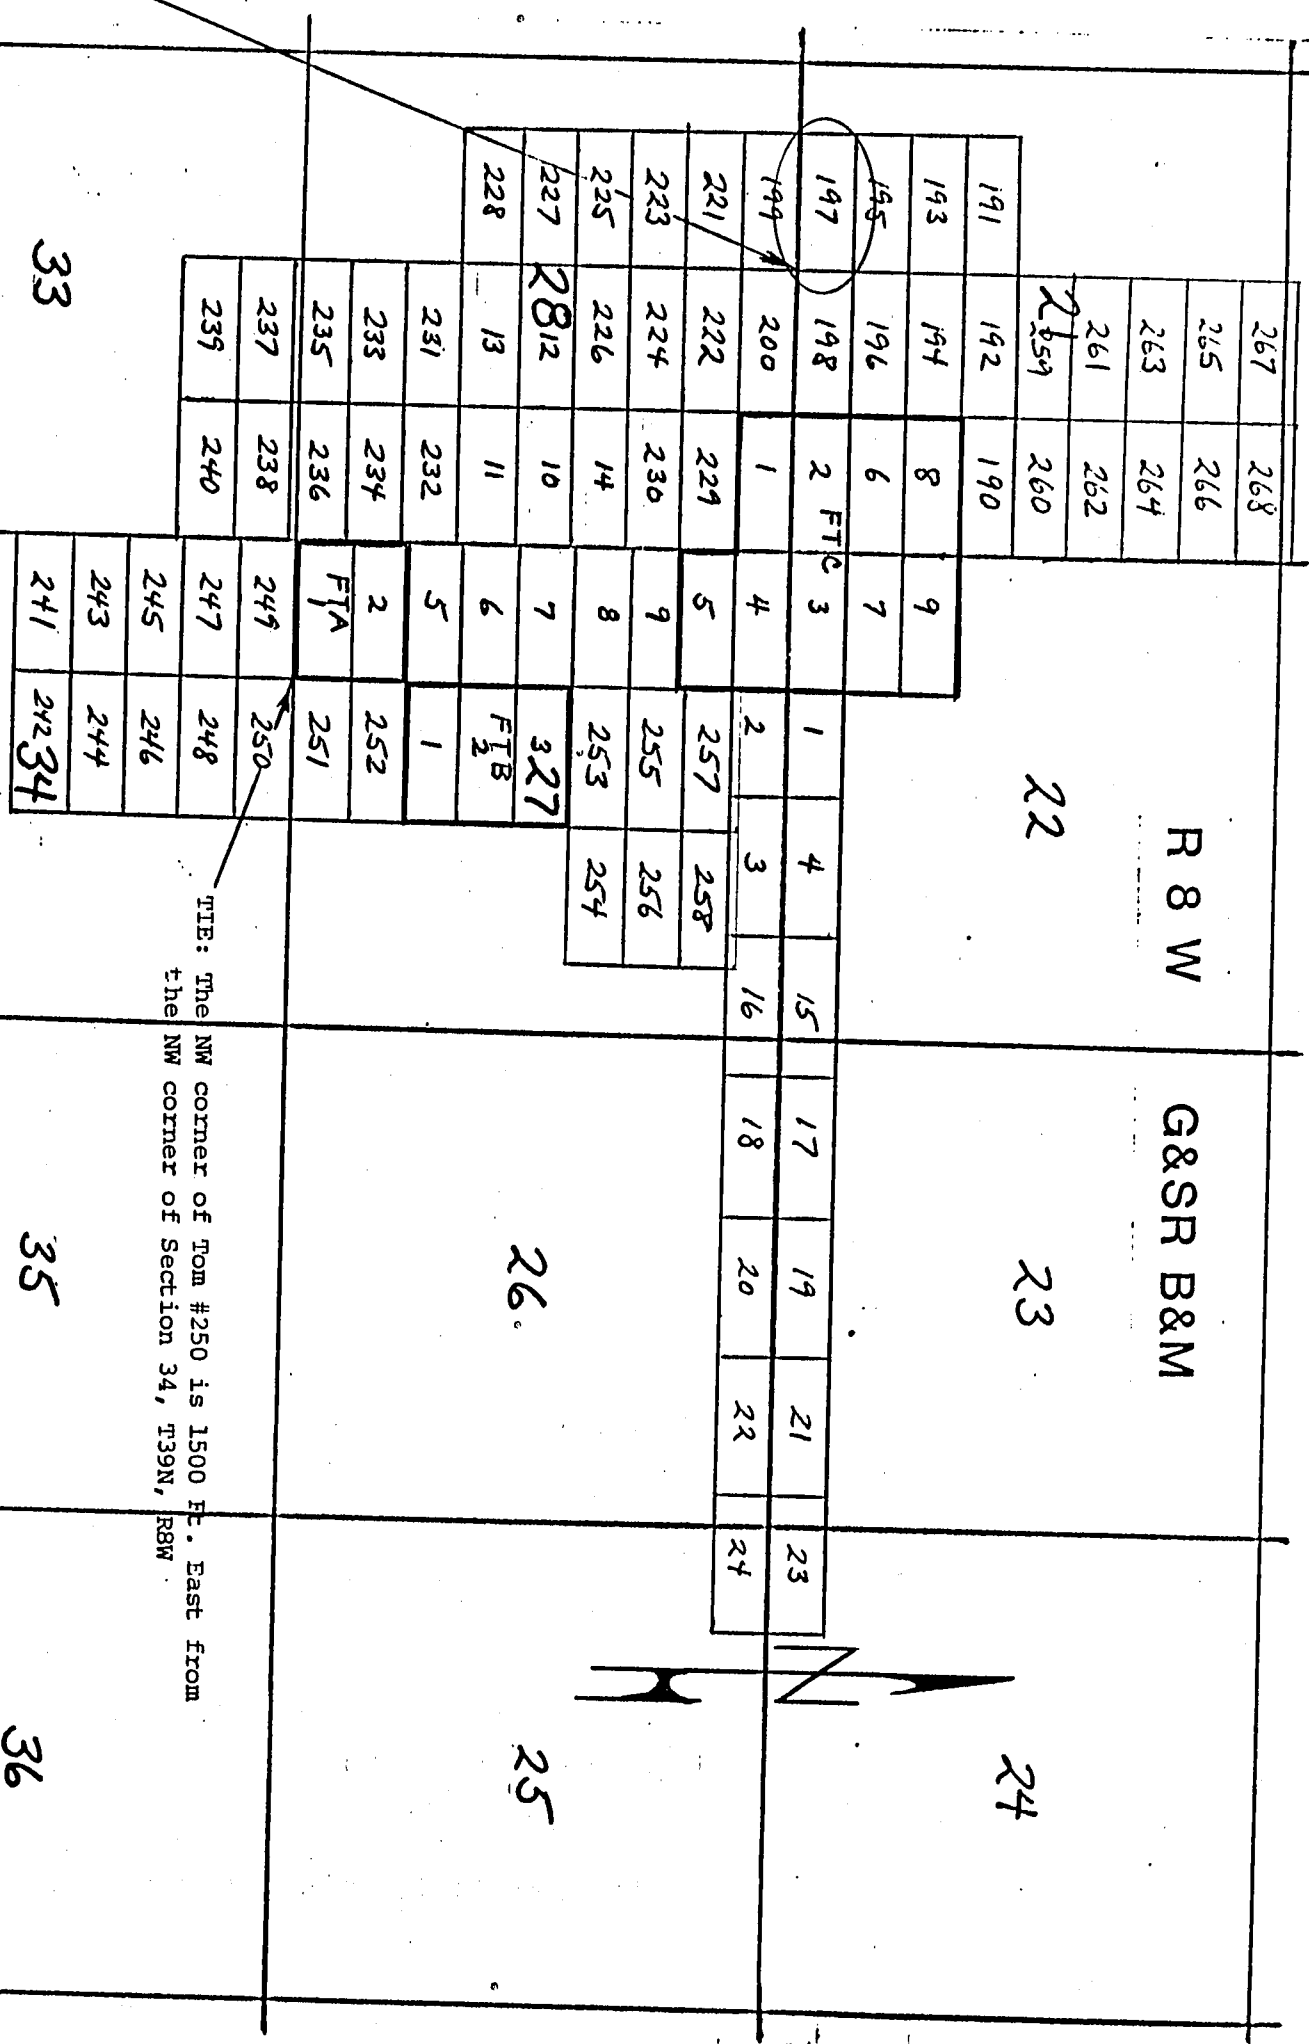 267 268
265 266
R 8 W G&SR B&M
263 264
261 262
21 259 260 22 23 24
191 192 190
193 194 8 9
195 196 6 7
197 198 2 FTC 3 1 4 15 17 19 21 23 N
199 200 1 4 2 3 16 18 20 22 24
221 222 229 5 257 258
223 224 230 9 255 256
225 226 14 8 253 254
227 28 12 10 7 3 27 26 25
228 13 11 6 FTB
2
231 232 5 1
233 234 2 252
235 236 FTA
1 251
237 238 249 250
239 240 247 248
TIE: The NW corner of Tom #250 is 1500 Ft. East from
the NW corner of Section 34, T39N, R8W
245 246
243 244
33 241 242 34 35 36